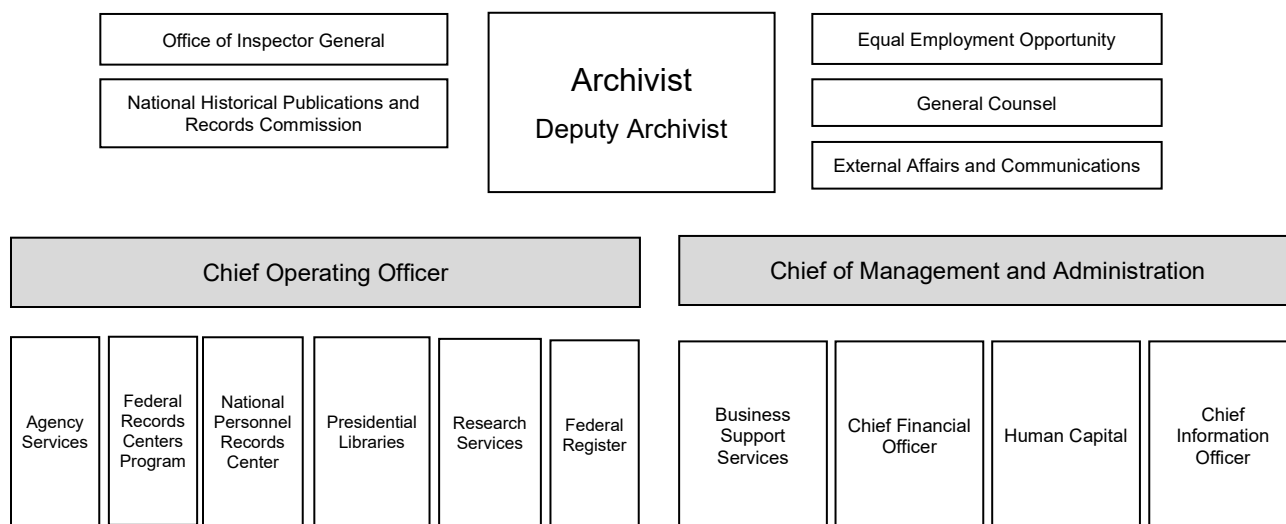 Office of Inspector General
National Historical Publications and
Records Commission
Archivist
Deputy Archivist
Equal Employment Opportunity
General Counsel
External Affairs and Communications
Chief Operating Officer
Chief of Management and Administration
Agency
Services
Federal
Records
Centers
Program
National
Personnel
Records
Center
Presidential
Libraries
Research
Services
Federal
Register
Business
Support
Services
Chief Financial
Officer
Human Capital
Chief
Information
Officer